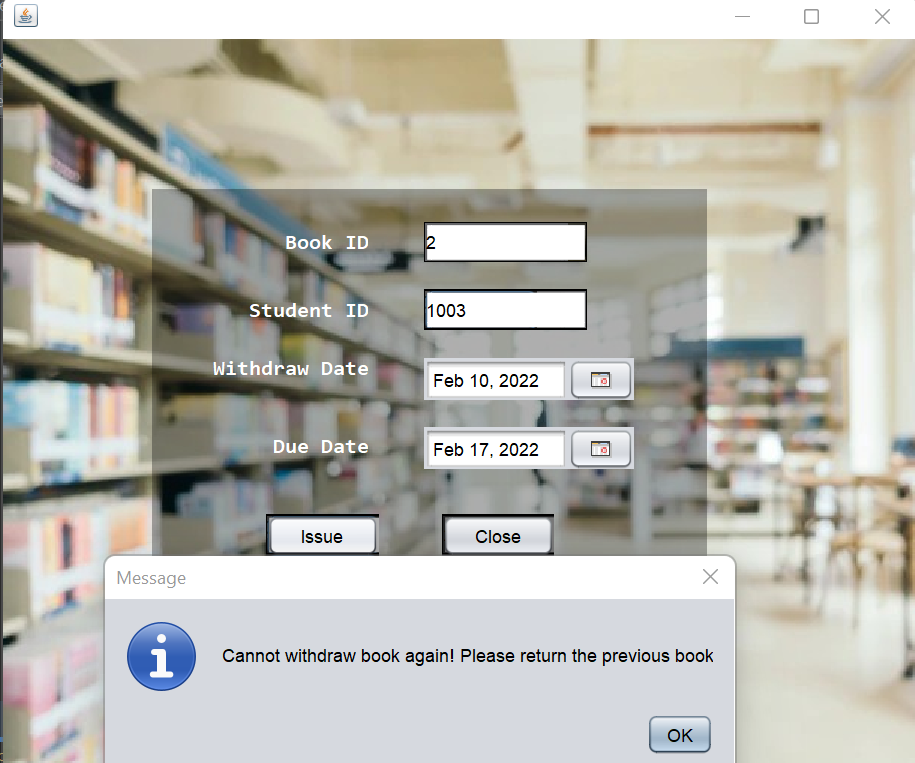 Book ID
2
Student ID
1003
Withdraw Date
Feb 10, 2022
Due Date
Feb 17, 2022
Issue
Close
Message
Cannot withdraw book again! Please return the previous book
OK